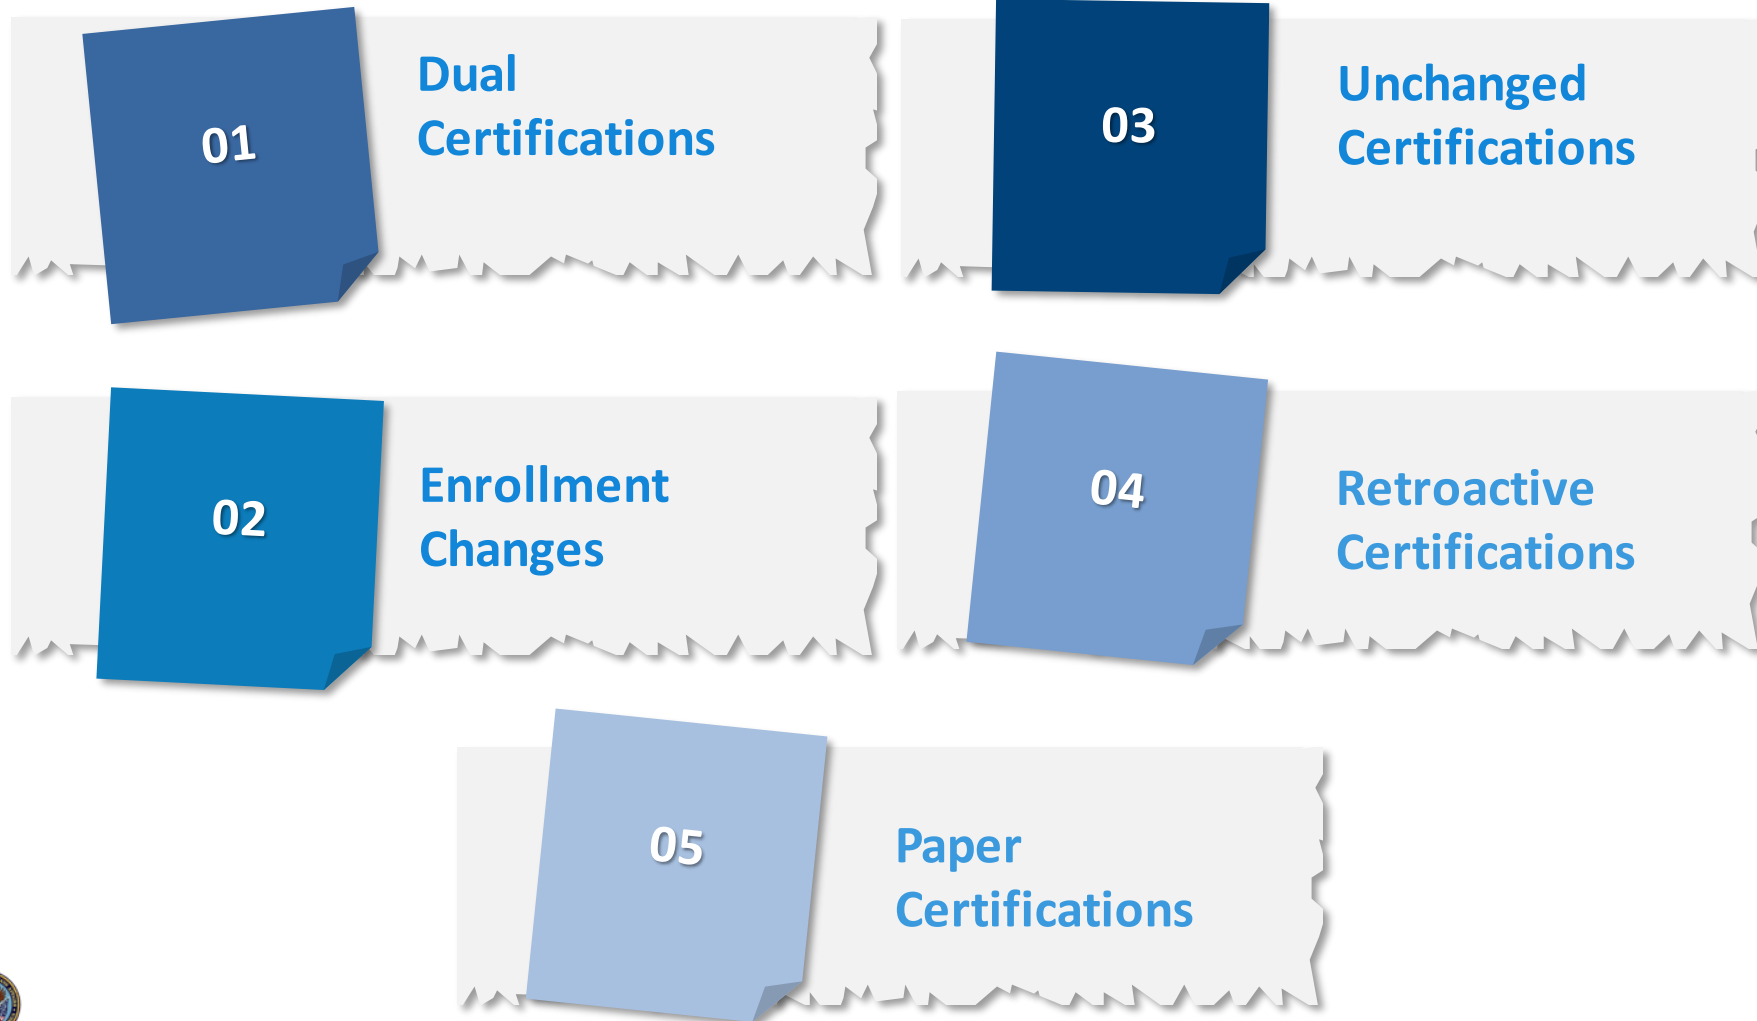 01
Dual
Certifications
02
Enrollment
Changes
03
Unchanged
Certifications
04
Retroactive
Certifications
05
Paper
Certifications